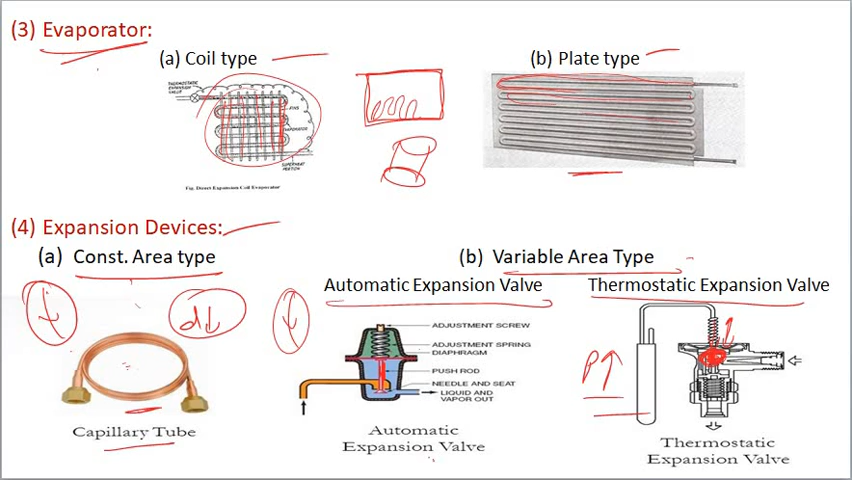 (3) Evaporator:
(a) Coil type
(b) Plate type
THERMOSTATIC
EXPANSION
VALVE
FINS
EVAPORATOR
SUPERHEAT
Fig. Direct Expansion Coil Evaporator
(4) Expansion Devices:
(a) Const. Area type
(b) Variable Area Type
Automatic Expansion Valve
Thermostatic Expansion Valve
d↓
ADJUSTMENT SCREW
ADJUSTMENT SPRING
DIAPHRAGM
PUSH ROD
NEEDLE AND SEAT
LIQUID AND
VAPOR OUT
P↑
Capillary Tube
Automatic
Expansion Valve
Thermostatic
Expansion Valve